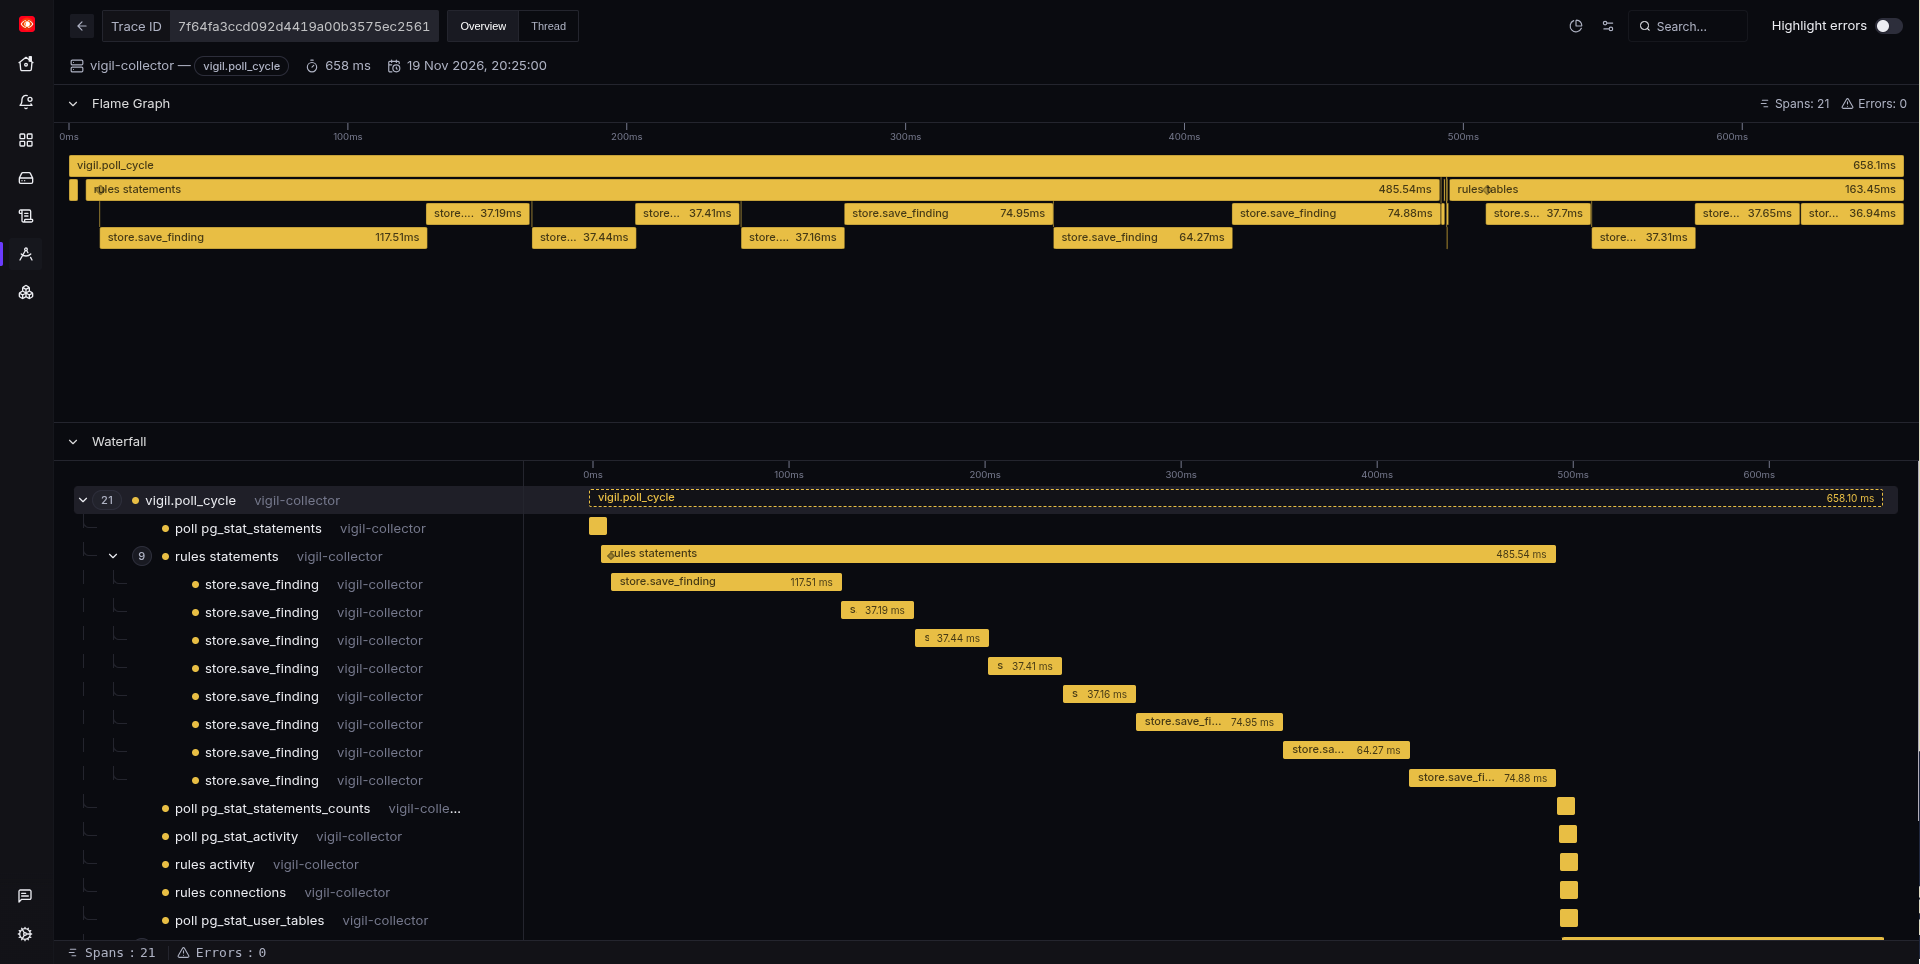 Trace ID 7f64fa3ccd092d4419a00b3575ec2561 Overview Thread Search... Highlight errors
vigil-collector — vigil.poll_cycle 658 ms 19 Nov 2026, 20:25:00
Flame Graph Spans: 21 Errors: 0
0ms 100ms 200ms 300ms 400ms 500ms 600ms
vigil.poll_cycle 658.1ms
rules statements 485.54ms rules tables 163.45ms
store.... 37.19ms store... 37.41ms store.save_finding 74.95ms store.save_finding 74.88ms store.s... 37.7ms store... 37.65ms stor... 36.94ms
store.save_finding 117.51ms store... 37.44ms store.... 37.16ms store.save_finding 64.27ms store... 37.31ms
Waterfall
0ms 100ms 200ms 300ms 400ms 500ms 600ms
21 vigil.poll_cycle vigil-collector vigil.poll_cycle 658.10 ms
poll pg_stat_statements vigil-collector
9 rules statements vigil-collector rules statements 485.54 ms
store.save_finding vigil-collector store.save_finding 117.51 ms
store.save_finding vigil-collector s 37.19 ms
store.save_finding vigil-collector s 37.44 ms
store.save_finding vigil-collector s 37.41 ms
store.save_finding vigil-collector s 37.16 ms
store.save_finding vigil-collector store.save_fi... 74.95 ms
store.save_finding vigil-collector store.sa... 64.27 ms
store.save_finding vigil-collector store.save_fi... 74.88 ms
poll pg_stat_statements_counts vigil-colle...
poll pg_stat_activity vigil-collector
rules activity vigil-collector
rules connections vigil-collector
poll pg_stat_user_tables vigil-collector
Spans : 21 Errors : 0